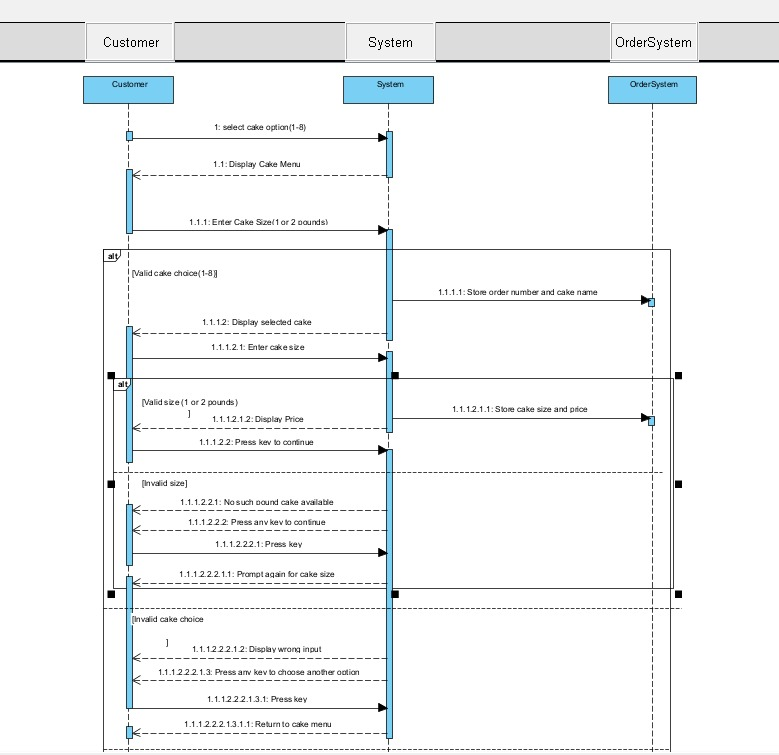 Customer System OrderSystem
Customer System OrderSystem
1: select cake option(1-8)
1.1: Display Cake Menu
1.1.1: Enter Cake Size(1 or 2 pounds)
alt
[Valid cake choice(1-8)]
1.1.1.1: Store order number and cake name
1.1.1.2: Display selected cake
1.1.1.2.1: Enter cake size
alt
[Valid size (1 or 2 pounds)
]
1.1.1.2.1.1: Store cake size and price
1.1.1.2.1.2: Display Price
1.1.1.2.2: Press key to continue
[Invalid size]
1.1.1.2.2.1: No such pound cake available
1.1.1.2.2.2: Press any key to continue
1.1.1.2.2.2.1: Press key
1.1.1.2.2.2.1.1: Prompt again for cake size
[Invalid cake choice
]
1.1.1.2.2.2.1.2: Display wrong input
1.1.1.2.2.2.1.3: Press any key to choose another option
1.1.1.2.2.2.1.3.1: Press key
1.1.1.2.2.2.1.3.1.1: Return to cake menu